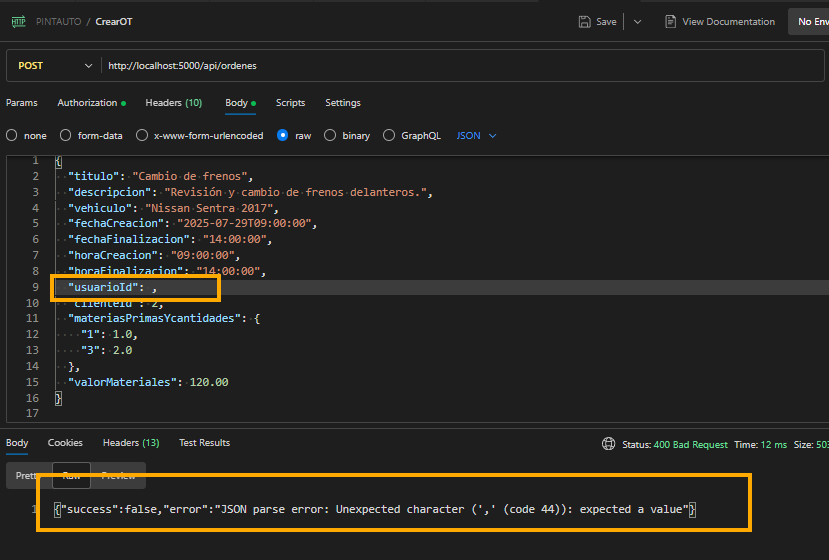 HTTP PINTAUTO / CrearOT Save View Documentation No Env
POST http://localhost:5000/api/ordenes
Params Authorization Headers (10) Body Scripts Settings
none form-data x-www-form-urlencoded raw binary GraphQL JSON
1 {
2 "titulo": "Cambio de frenos",
3 "descripcion": "Revisión y cambio de frenos delanteros.",
4 "vehiculo": "Nissan Sentra 2017",
5 "fechaCreacion": "2025-07-29T09:00:00",
6 "fechaFinalizacion": "14:00:00",
7 "horaCreacion": "09:00:00",
8 "horaFinalizacion": "14:00:00",
9 "usuarioId": ,
10 "clienteId": 2,
11 "materiasPrimasYcantidades": {
12 "1": 1.0,
13 "3": 2.0
14 },
15 "valorMateriales": 120.00
16 }
17
Body Cookies Headers (13) Test Results Status: 400 Bad Request Time: 12 ms Size: 503
Pretty Raw Preview
1 {"success":false,"error":"JSON parse error: Unexpected character (',' (code 44)): expected a value"}